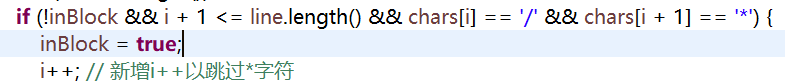 if (!inBlock && i + 1 <= line.length() && chars[i] == '/' && chars[i + 1] == '*') {
inBlock = true;
i++; // 新增i++以跳过*字符